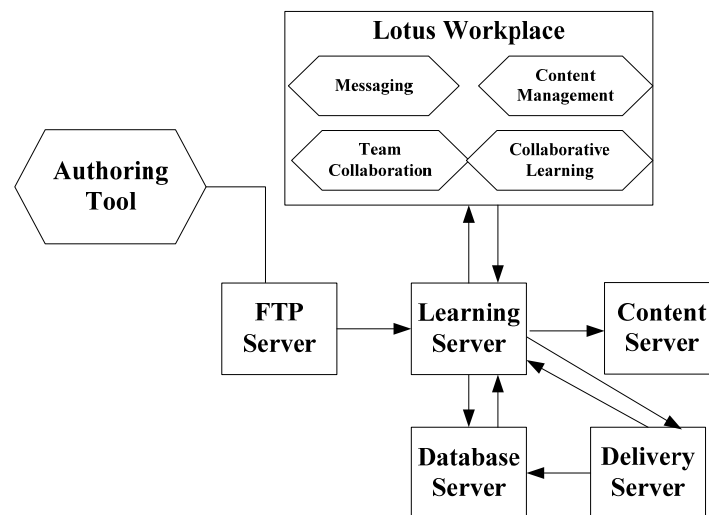 Lotus Workplace
Messaging
Content
Management
Team
Collaboration
Collaborative
Learning
Authoring
Tool
FTP
Server
Learning
Server
Content
Server
Database
Server
Delivery
Server